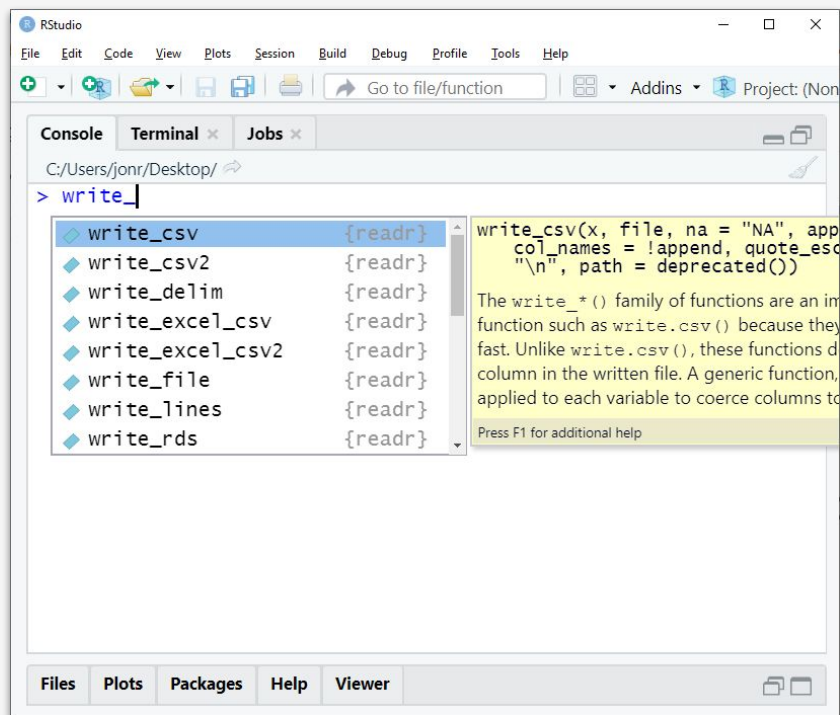 RStudio
File Edit Code View Plots Session Build Debug Profile Tools Help
Go to file/function Addins Project: (Non
Console Terminal Jobs
C:/Users/jonr/Desktop/
> write_
write_csv {readr}
write_csv2 {readr}
write_delim {readr}
write_excel_csv {readr}
write_excel_csv2 {readr}
write_file {readr}
write_lines {readr}
write_rds {readr}
write_csv(x, file, na = "NA", app
col_names = !append, quote_esc
"\n", path = deprecated())
The write_*() family of functions are an im
function such as write.csv() because they
fast. Unlike write.csv(), these functions d
column in the written file. A generic function,
applied to each variable to coerce columns to
Press F1 for additional help
Files Plots Packages Help Viewer